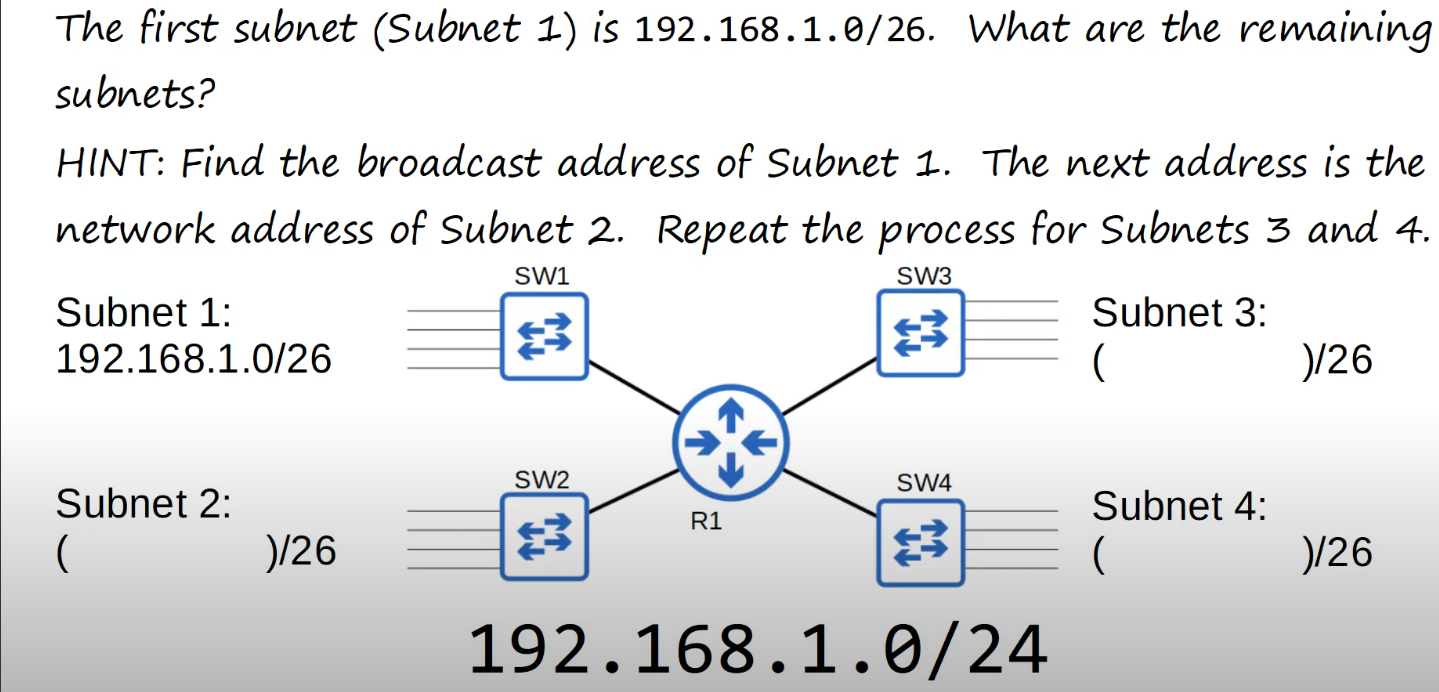 The first subnet (Subnet 1) is 192.168.1.0/26. What are the remaining
subnets?
HINT: Find the broadcast address of Subnet 1. The next address is the
network address of Subnet 2. Repeat the process for Subnets 3 and 4.
SW1
SW3
Subnet 1:
192.168.1.0/26
Subnet 3:
( )/26
SW2
SW4
Subnet 2:
( )/26
R1
Subnet 4:
( )/26
192.168.1.0/24